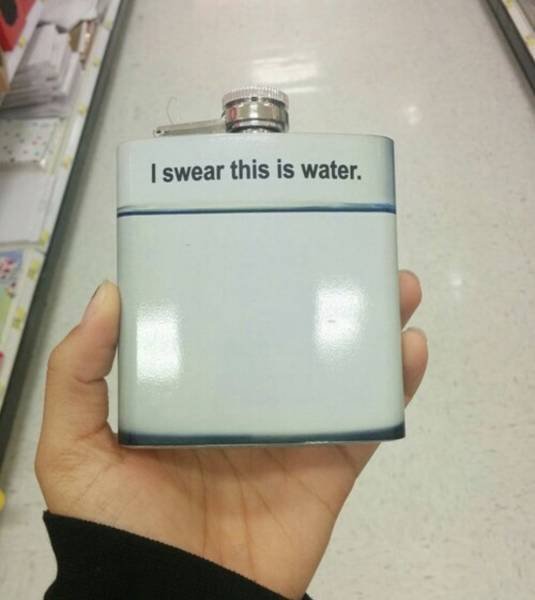 I swear this is water.